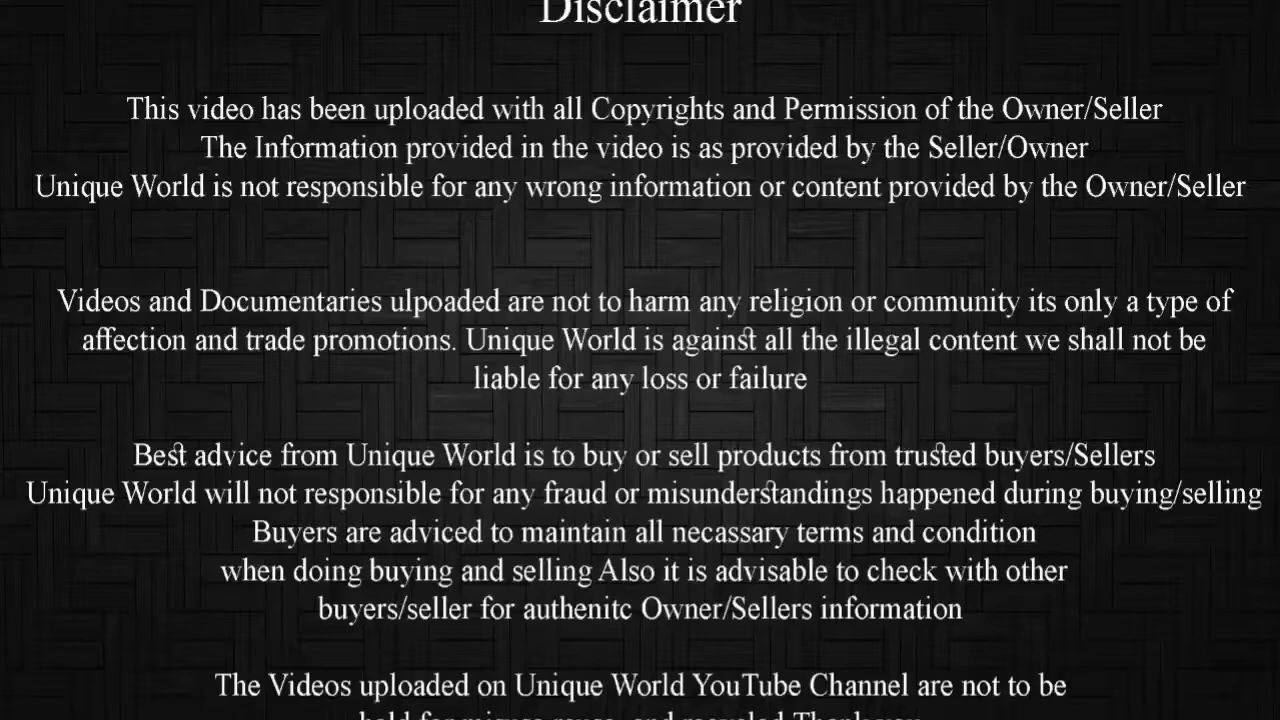 Disclaimer
This video has been uploaded with all Copyrights and Permission of the Owner/Seller
The Information provided in the video is as provided by the Seller/Owner
Unique World is not responsible for any wrong information or content provided by the Owner/Seller
Videos and Documentaries ulpoaded are not to harm any religion or community its only a type of
affection and trade promotions. Unique World is against all the illegal content we shall not be
liable for any loss or failure
Best advice from Unique World is to buy or sell products from trusted buyers/Sellers
Unique World will not responsible for any fraud or misunderstandings happened during buying/selling
Buyers are adviced to maintain all necassary terms and condition
when doing buying and selling Also it is advisable to check with other
buyers/seller for authenitc Owner/Sellers information
The Videos uploaded on Unique World YouTube Channel are not to be